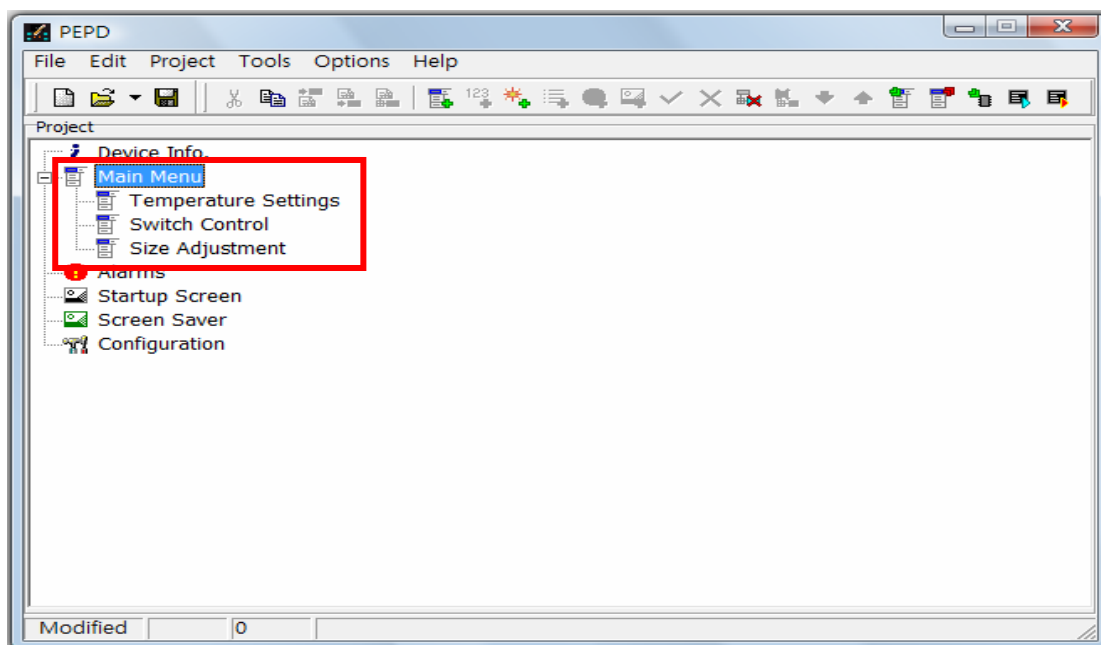 PEPD
File Edit Project Tools Options Help
123
Project
Device Info.
Main Menu
Temperature Settings
Switch Control
Size Adjustment
Alarms
Startup Screen
Screen Saver
Configuration
Modified 0